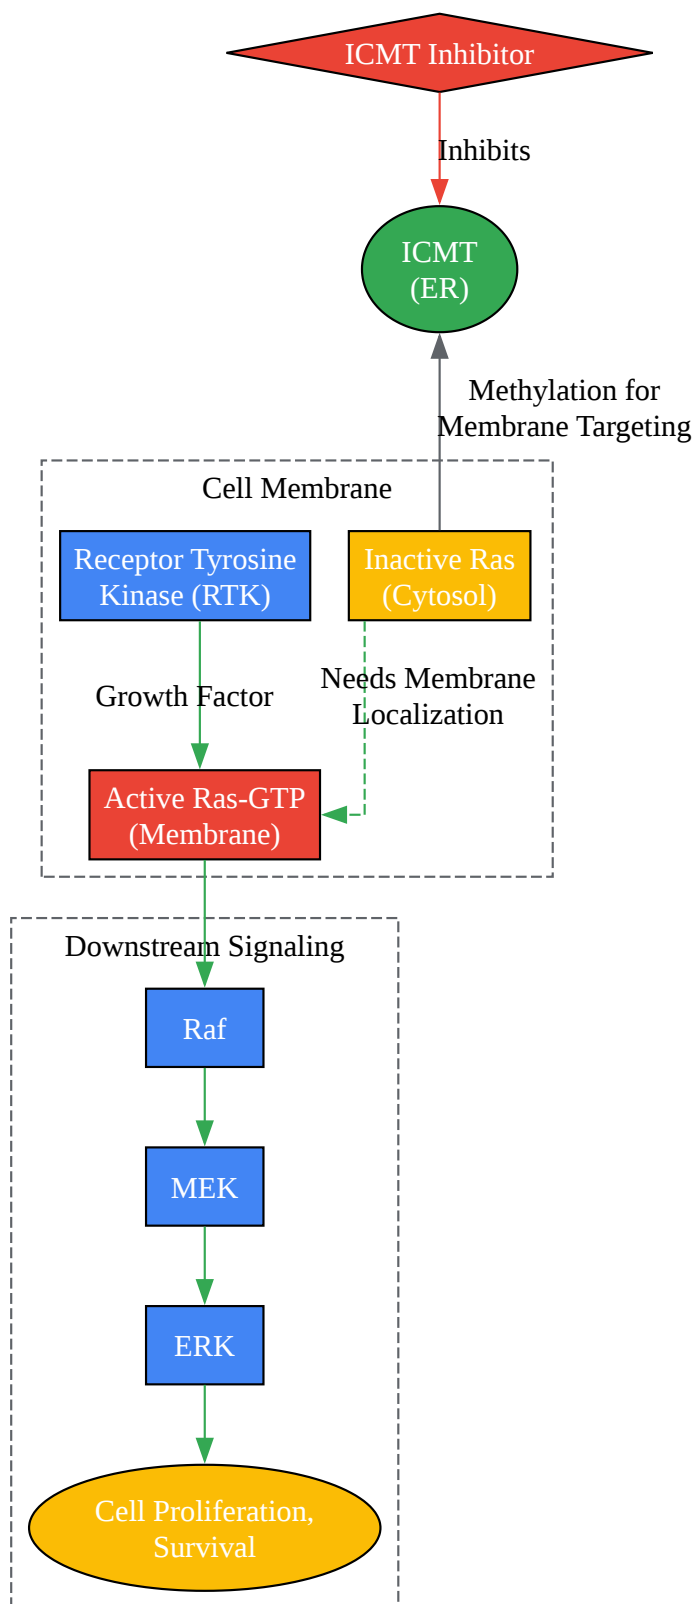 ICMT Inhibitor
Inhibits
ICMT
(ER)
Methylation for
Membrane Targeting
Cell Membrane
Receptor Tyrosine
Kinase (RTK)
Inactive Ras
(Cytosol)
Growth Factor
Needs Membrane
Localization
Active Ras-GTP
(Membrane)
Downstream Signaling
Raf
MEK
ERK
Cell Proliferation,
Survival